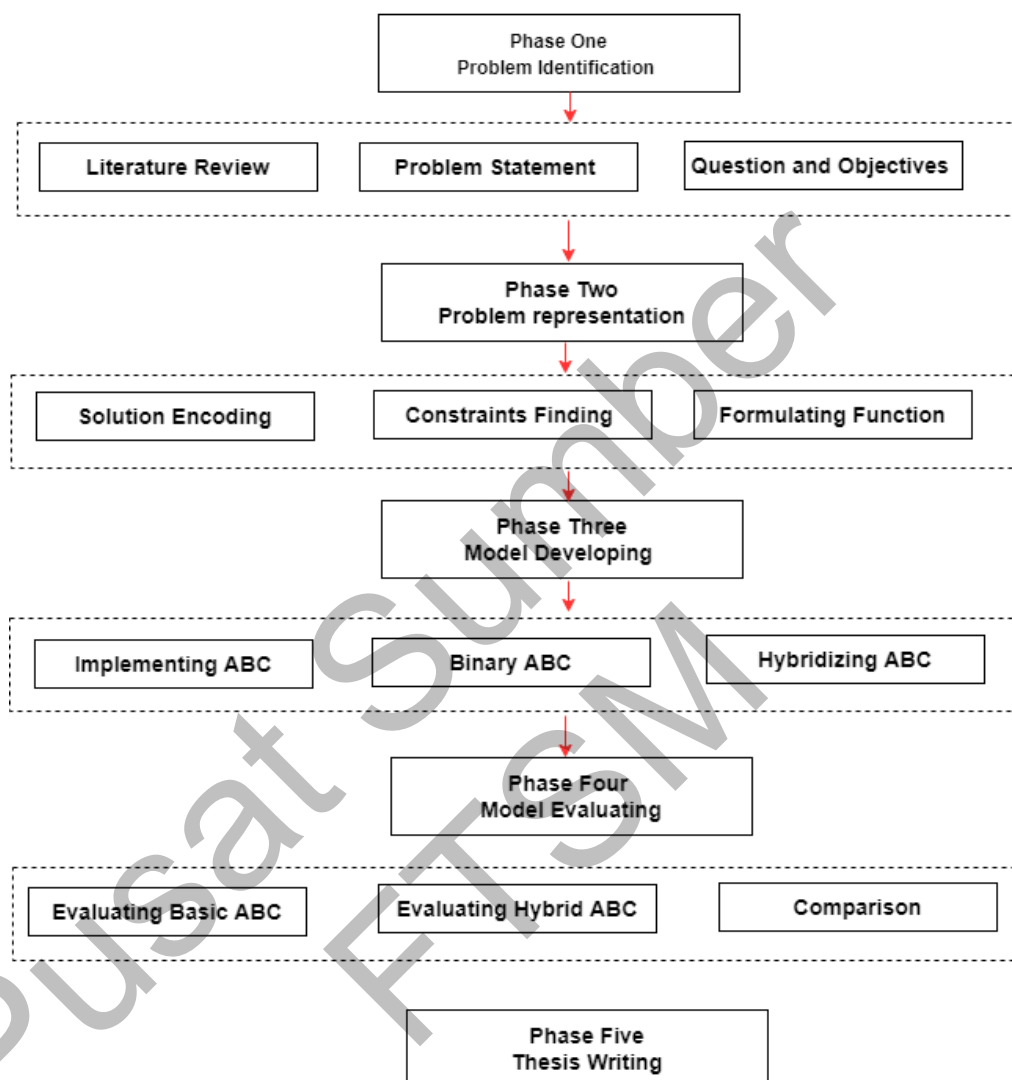 Phase One
Problem Identification
Literature Review
Problem Statement
Question and Objectives
Phase Two
Problem representation
Solution Encoding
Constraints Finding
Formulating Function
Phase Three
Model Developing
Implementing ABC
Binary ABC
Hybridizing ABC
Phase Four
Model Evaluating
Evaluating Basic ABC
Evaluating Hybrid ABC
Comparison
Phase Five
Thesis Writing
Pusat Sumber
FTSM